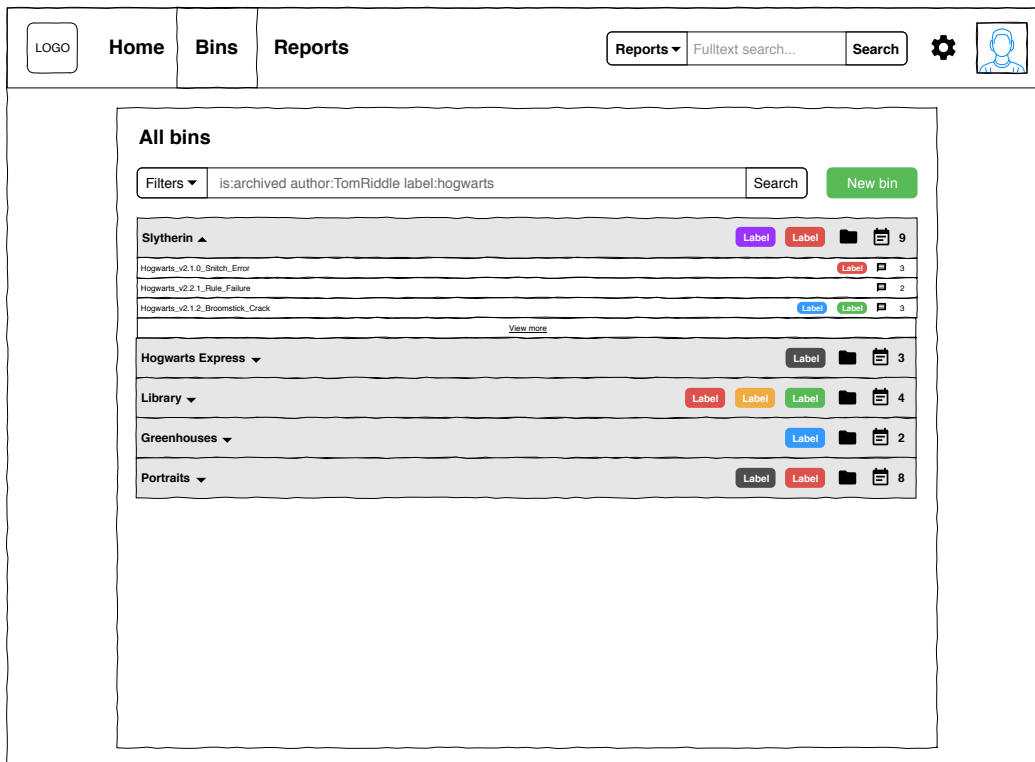 LOGO Home Bins Reports Reports Fulltext search... Search
All bins
Filters is:archived author:TomRiddle label:hogwarts Search New bin
Slytherin Label Label 9
Hogwarts_v2.1.0_Snitch_Error Label 3
Hogwarts_v2.2.1_Rule_Failure 2
Hogwarts_v2.1.2_Broomstick_Crack Label Label 3
View more
Hogwarts Express Label 3
Library Label Label Label 4
Greenhouses Label 2
Portraits Label Label 8